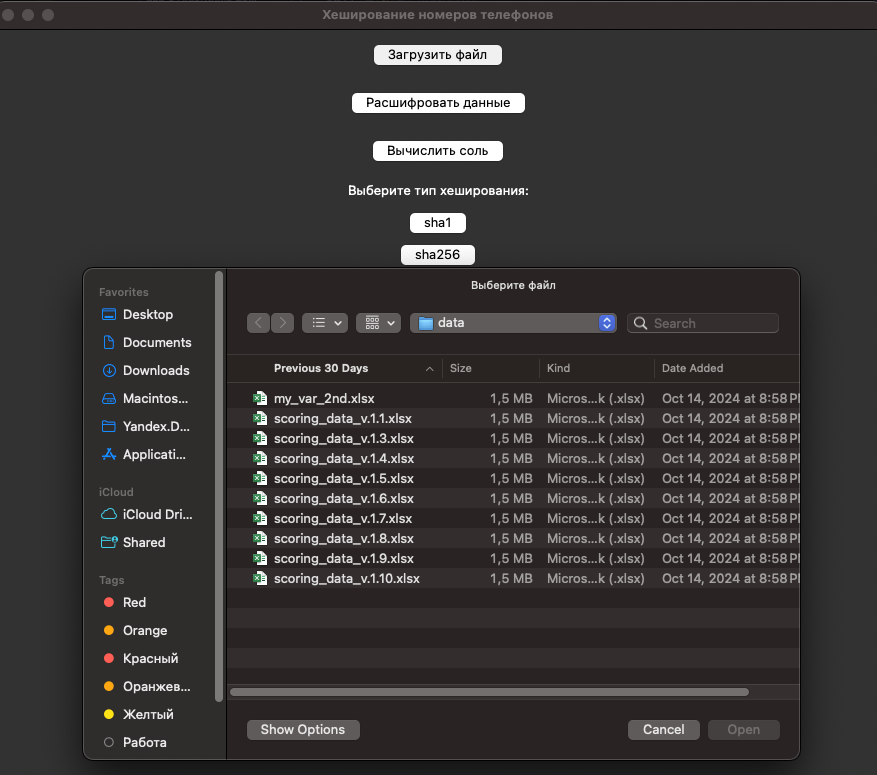 Хеширование номеров телефонов
Загрузить файл
Расшифровать данные
Вычислить соль
Выберите тип хеширования:
sha1
sha256
Выберите файл
Favorites
Desktop
Documents
Downloads
Macintos...
Yandex.D...
Applicati...
iCloud
iCloud Dri...
Shared
Tags
Red
Orange
Красный
Оранжев...
Желтый
Работа
data
Search
Previous 30 Days Size Kind Date Added
my_var_2nd.xlsx 1,5 MB Micros...k (.xlsx) Oct 14, 2024 at 8:58 PM
scoring_data_v.1.1.xlsx 1,5 MB Micros...k (.xlsx) Oct 14, 2024 at 8:58 PM
scoring_data_v.1.3.xlsx 1,5 MB Micros...k (.xlsx) Oct 14, 2024 at 8:58 PM
scoring_data_v.1.4.xlsx 1,5 MB Micros...k (.xlsx) Oct 14, 2024 at 8:58 PM
scoring_data_v.1.5.xlsx 1,5 MB Micros...k (.xlsx) Oct 14, 2024 at 8:58 PM
scoring_data_v.1.6.xlsx 1,5 MB Micros...k (.xlsx) Oct 14, 2024 at 8:58 PM
scoring_data_v.1.7.xlsx 1,5 MB Micros...k (.xlsx) Oct 14, 2024 at 8:58 PM
scoring_data_v.1.8.xlsx 1,5 MB Micros...k (.xlsx) Oct 14, 2024 at 8:58 PM
scoring_data_v.1.9.xlsx 1,5 MB Micros...k (.xlsx) Oct 14, 2024 at 8:58 PM
scoring_data_v.1.10.xlsx 1,5 MB Micros...k (.xlsx) Oct 14, 2024 at 8:58 PM
Show Options Cancel Open